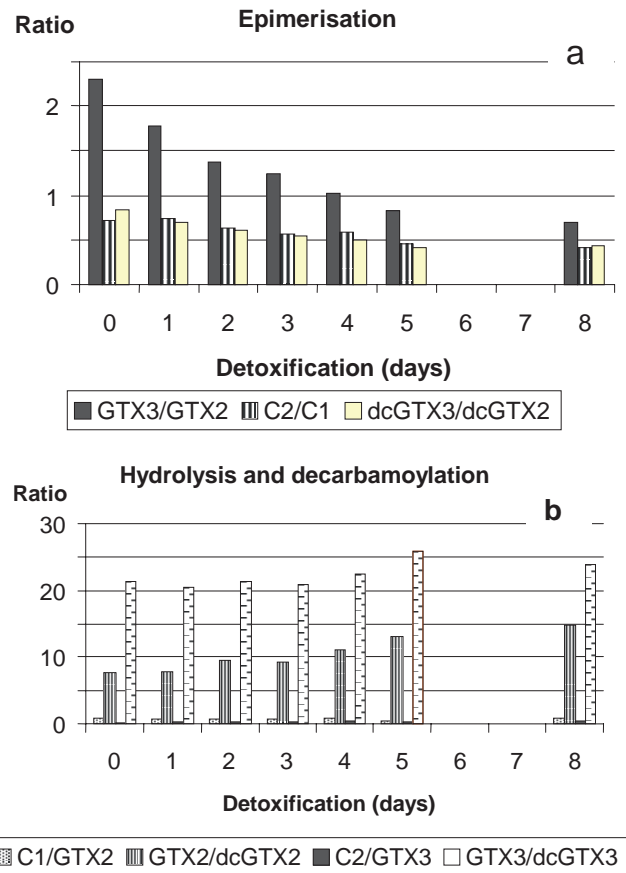 Ratio
Epimerisation
a
2
1
0
0 1 2 3 4 5 6 7 8
Detoxification (days)
GTX3/GTX2 C2/C1 dcGTX3/dcGTX2
Hydrolysis and decarbamoylation
Ratio
b
30
20
10
0
0 1 2 3 4 5 6 7 8
Detoxification (days)
C1/GTX2 GTX2/dcGTX2 C2/GTX3 GTX3/dcGTX3